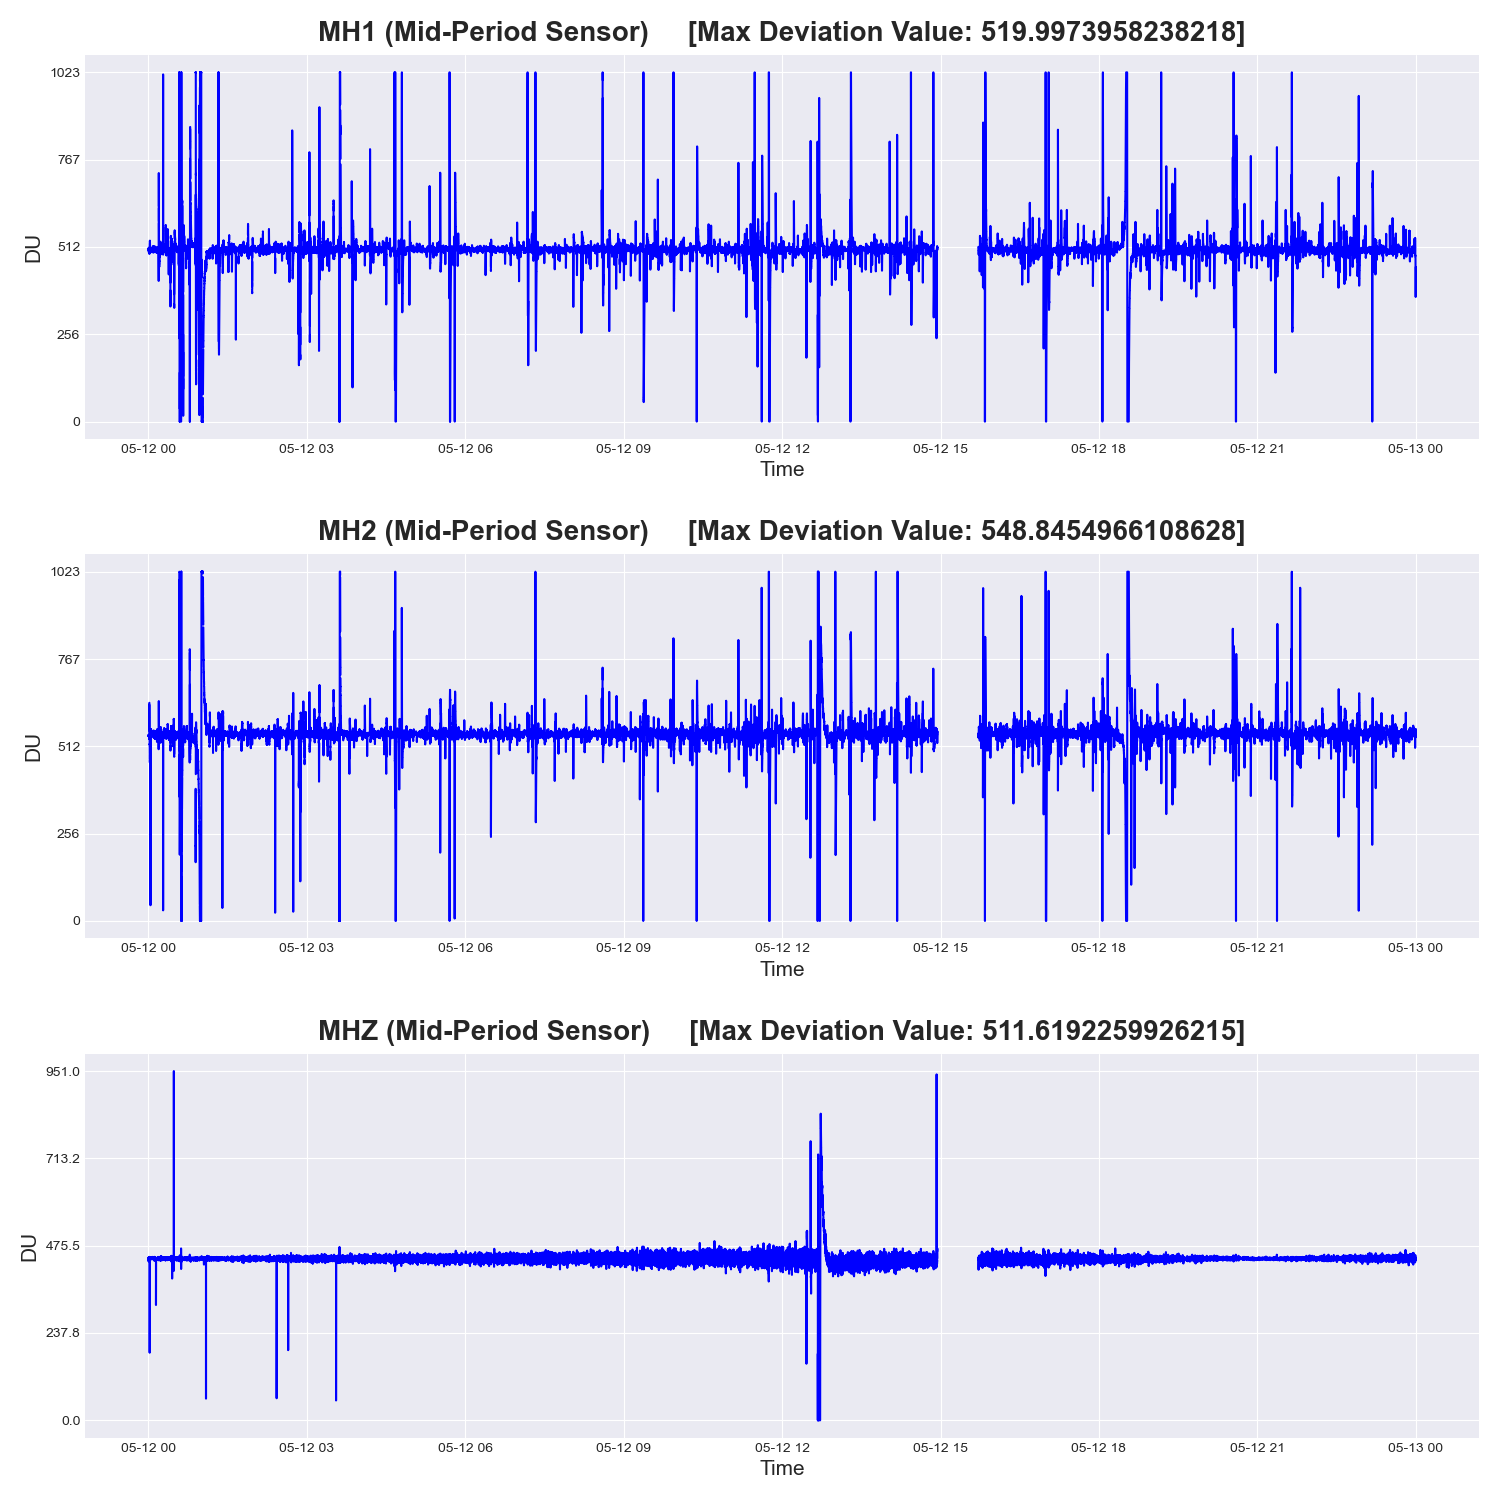 MH1 (Mid-Period Sensor) [Max Deviation Value: 519.9973958238218]
1023
767
512
256
0
DU
05-12 00 05-12 03 05-12 06 05-12 09 05-12 12 05-12 15 05-12 18 05-12 21 05-13 00
Time
MH2 (Mid-Period Sensor) [Max Deviation Value: 548.8454966108628]
1023
767
512
256
0
DU
05-12 00 05-12 03 05-12 06 05-12 09 05-12 12 05-12 15 05-12 18 05-12 21 05-13 00
Time
MHZ (Mid-Period Sensor) [Max Deviation Value: 511.6192259926215]
951.0
713.2
475.5
237.8
0.0
DU
05-12 00 05-12 03 05-12 06 05-12 09 05-12 12 05-12 15 05-12 18 05-12 21 05-13 00
Time